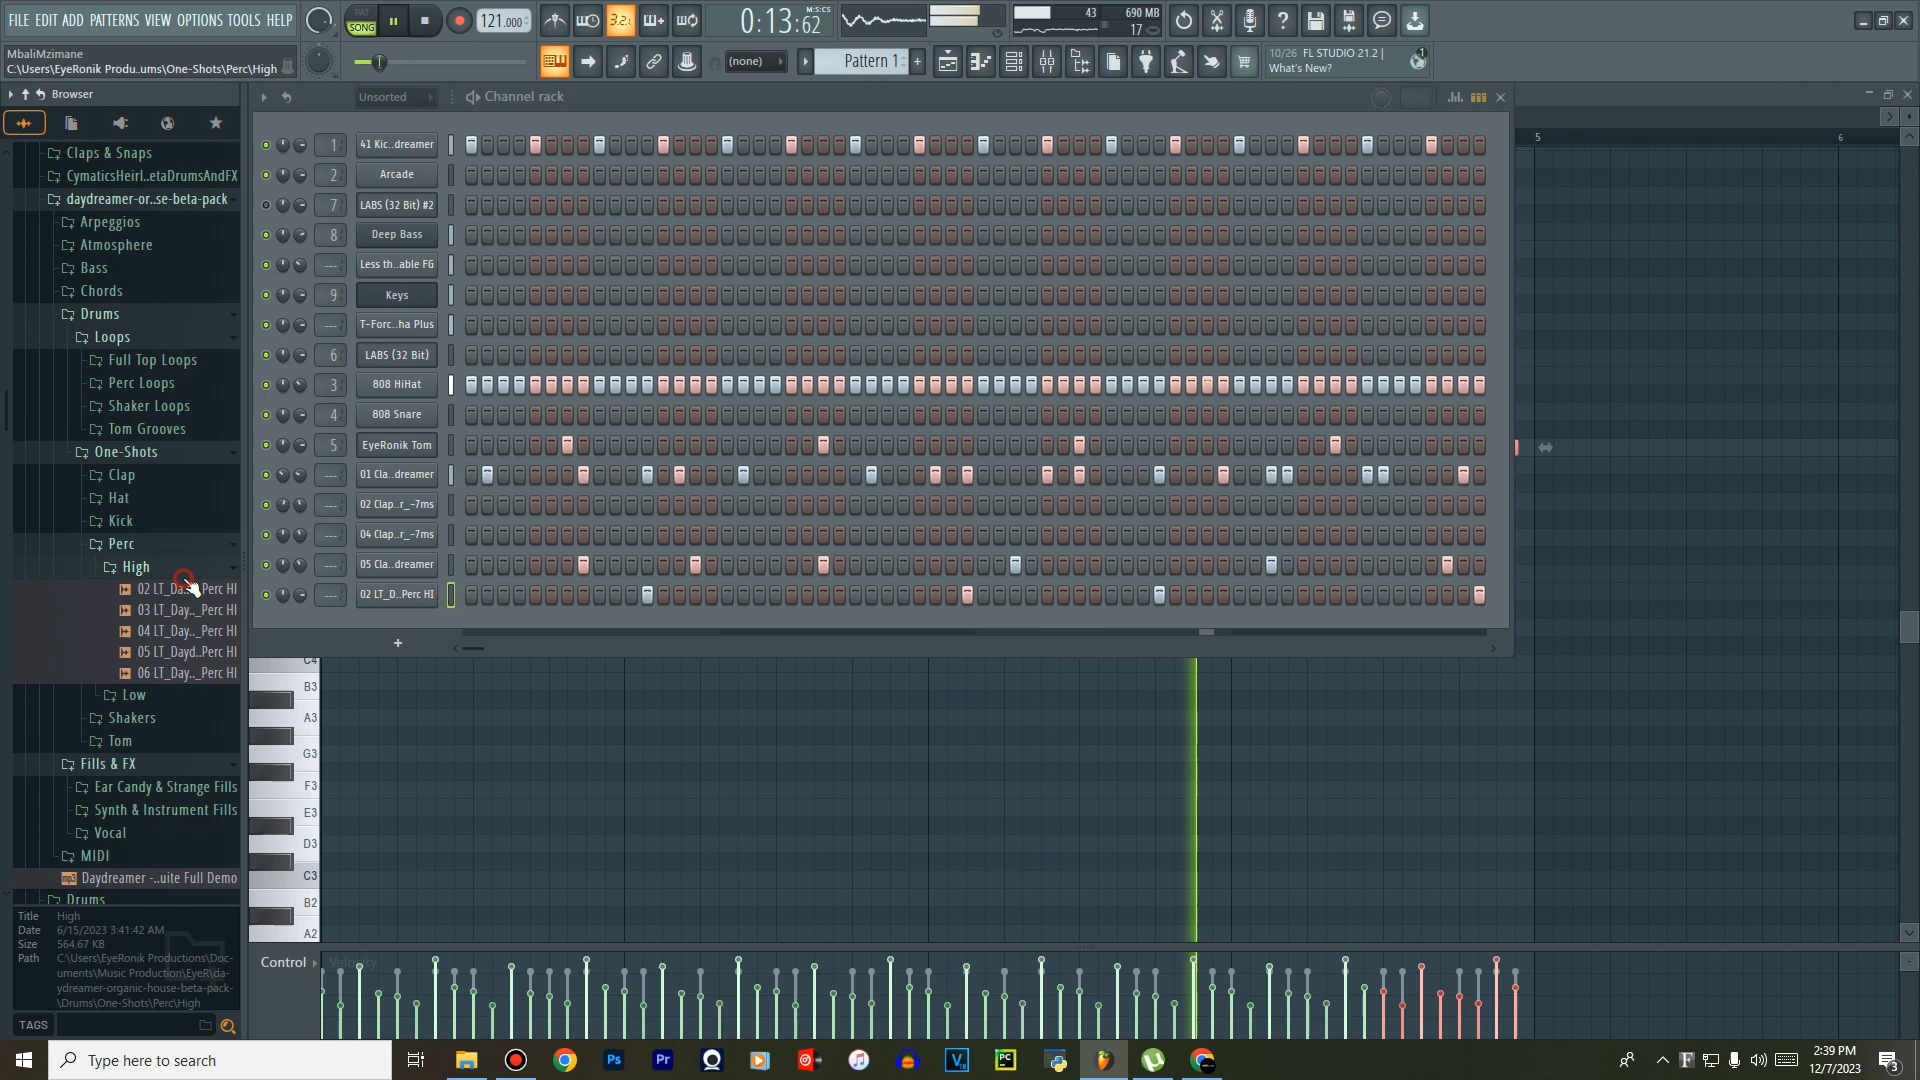 FILE EDIT ADD PATTERNS VIEW OPTIONS TOOLS HELP
PAT
SONG
121.000
3.2.
0:13:62
M:S:CS
43
690 MB
17
MbaliMzimane
C:\Users\EyeRonik Produ..ums\One-Shots\Perc\High
(none)
Pattern 1
+
10/26 FL STUDIO 21.2 |
What's New?
1
Browser
Unsorted
Channel rack
5
6
Claps & Snaps
CymaticsHeirl..etaDrumsAndFX
daydreamer-or..se-beta-pack
Arpeggios
Atmosphere
Bass
Chords
Drums
Loops
Full Top Loops
Perc Loops
Shaker Loops
Tom Grooves
One-Shots
Clap
Hat
Kick
Perc
High
02 LT_Da.._Perc HI
03 LT_Day.._Perc HI
04 LT_Day.._Perc HI
05 LT_Dayd..Perc HI
06 LT_Day.._Perc HI
Low
Shakers
Tom
Fills & FX
Ear Candy & Strange Fills
Synth & Instrument Fills
Vocal
MIDI
Daydreamer -..uite Full Demo
Drums
1 41 Kic..dreamer
2 Arcade
7 LABS (32 Bit) #2
8 Deep Bass
--- Less th..able FG
9 Keys
--- T-Forc..ha Plus
6 LABS (32 Bit)
3 808 HiHat
4 808 Snare
5 EyeRonik Tom
--- 01 Cla..dreamer
--- 02 Clap..r_-7ms
--- 04 Clap..r_-7ms
--- 05 Cla..dreamer
--- 02 LT_D..Perc HI
+
C4
B3
A3
G3
F3
E3
D3
C3
B2
A2
Control
Velocity
Title High
Date 6/15/2023 3:41:42 AM
Size 564.67 KB
Path C:\Users\EyeRonik Productions\Doc-
uments\Music Production\EyeR\da-
ydreamer-organic-house-beta-pack-
\Drums\One-Shots\Perc\High
TAGS
Type here to search
Ps
Pr
V
PC
F
2:39 PM
12/7/2023
3